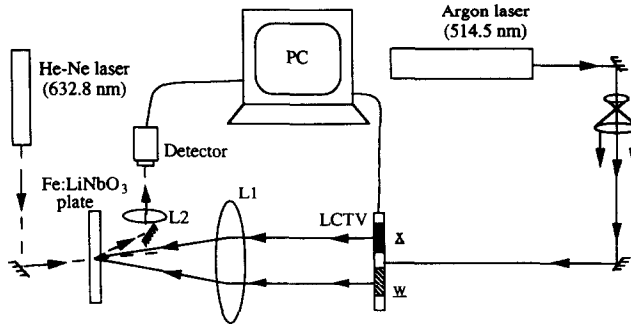 Argon laser
(514.5 nm)
He-Ne laser
(632.8 nm)
PC
Detector
Fe:LiNbO3
plate
L2
L1
LCTV
x
w